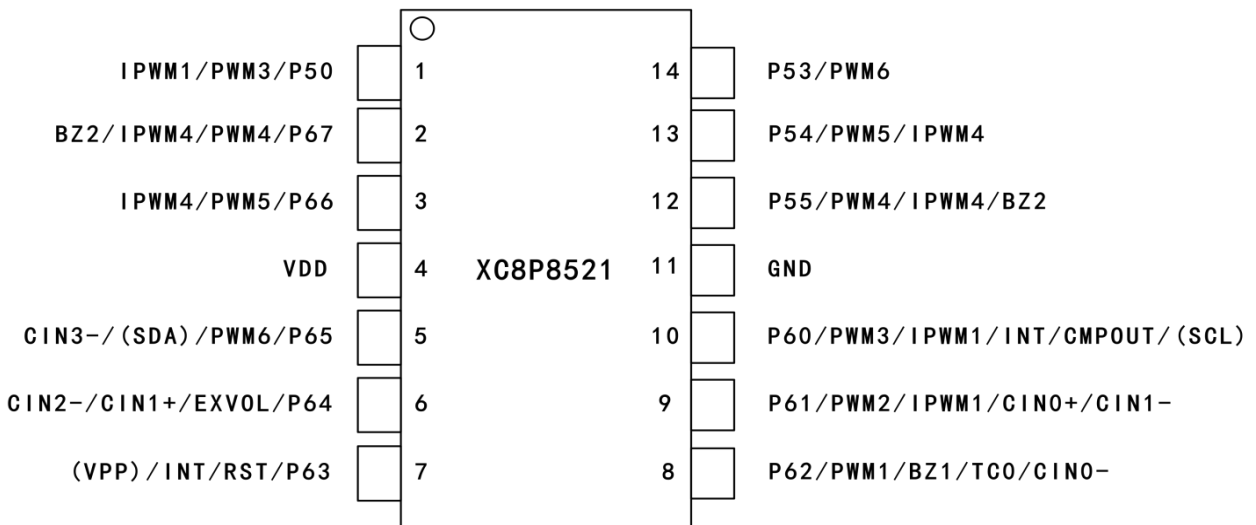 IPWM1/PWM3/P50 1 14 P53/PWM6
BZ2/IPWM4/PWM4/P67 2 13 P54/PWM5/IPWM4
IPWM4/PWM5/P66 3 12 P55/PWM4/IPWM4/BZ2
VDD 4 XC8P8521 11 GND
CIN3-/(SDA)/PWM6/P65 5 10 P60/PWM3/IPWM1/INT/CMPOUT/(SCL)
CIN2-/CIN1+/EXVOL/P64 6 9 P61/PWM2/IPWM1/CIN0+/CIN1-
(VPP)/INT/RST/P63 7 8 P62/PWM1/BZ1/TC0/CIN0-